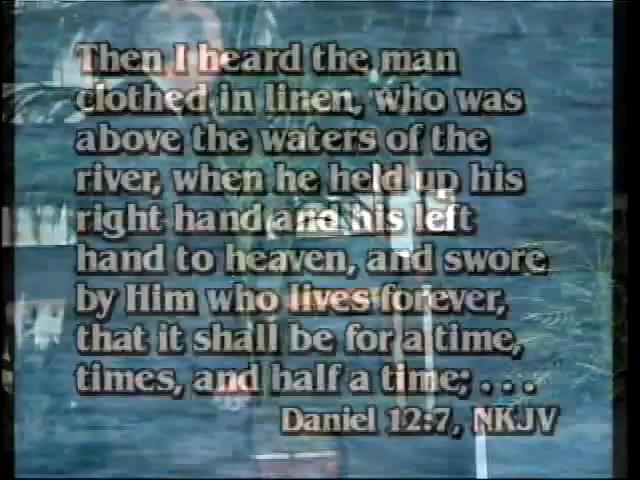 Then I heard the man
clothed in linen, who was
above the waters of the
river, when he held up his
right hand and his left
hand to heaven, and swore
by Him who lives forever,
that it shall be for a time,
times, and half a time; . . .
Daniel 12:7, NKJV